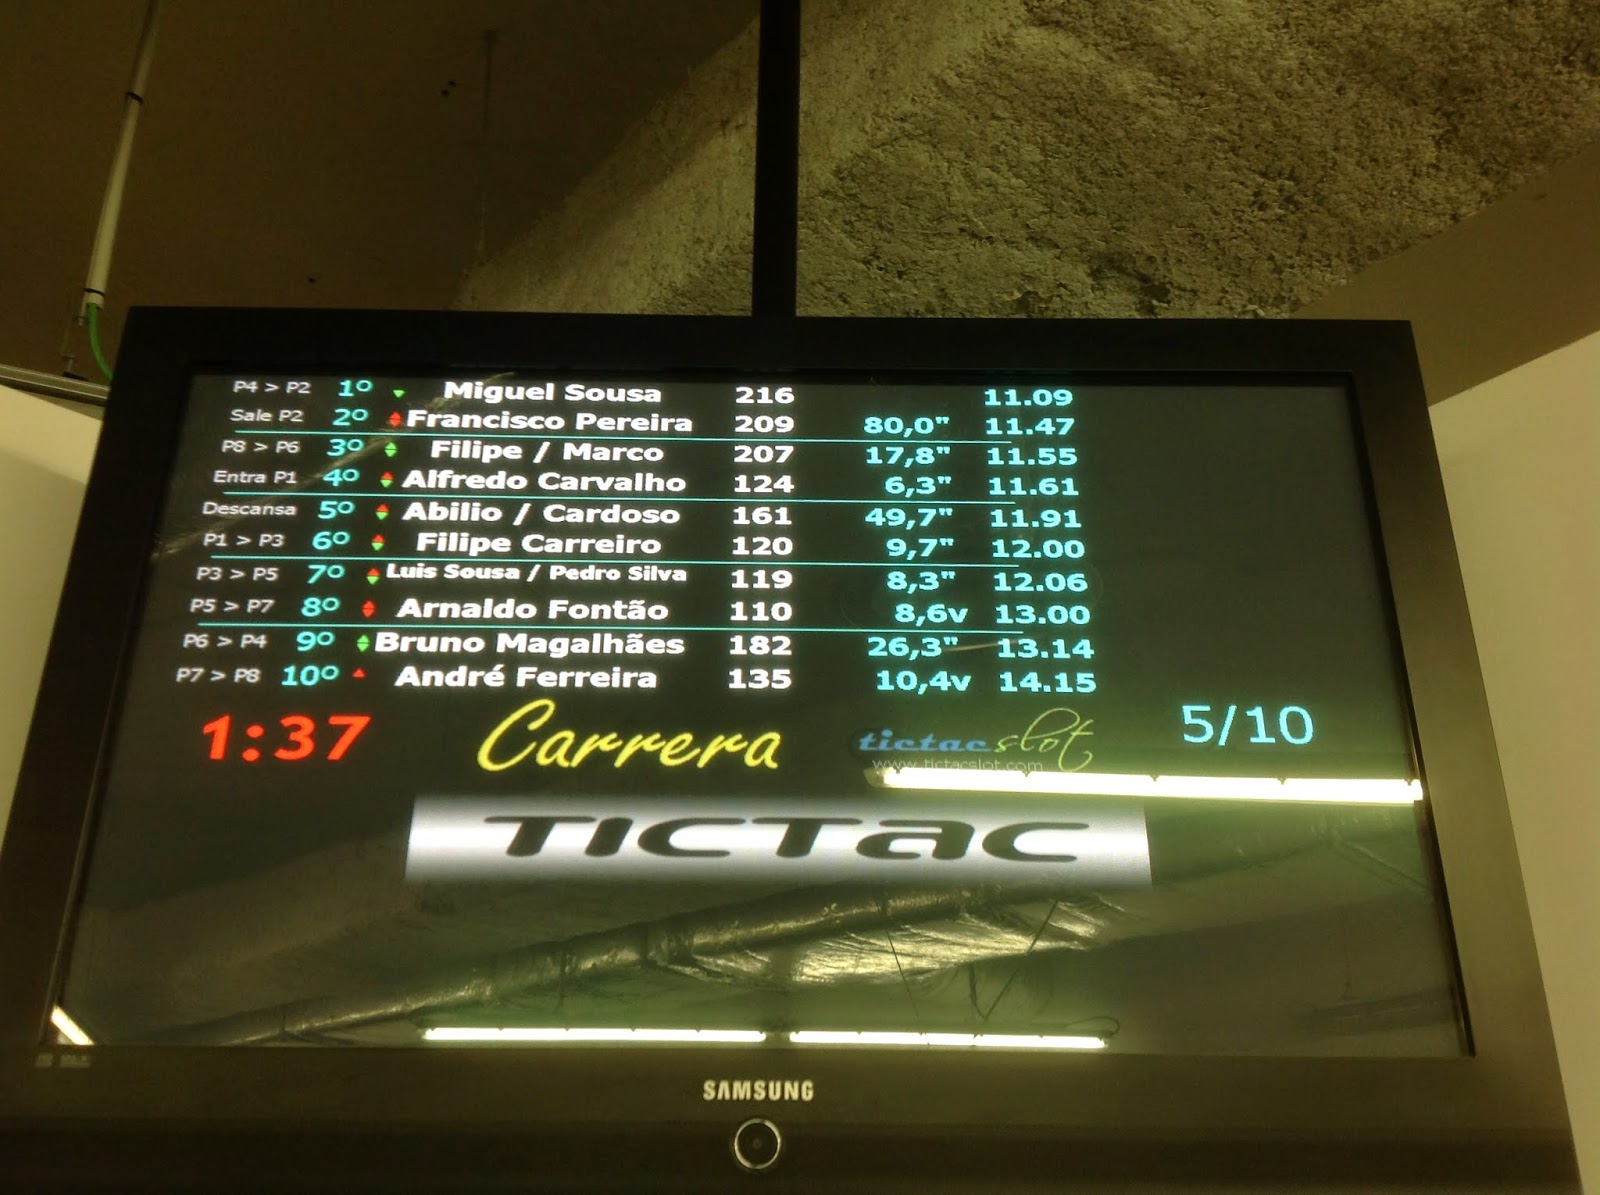 P4 > P2 1º Miguel Sousa 216 11.09
Sale P2 2º Francisco Pereira 209 80,0" 11.47
P8 > P6 3º Filipe / Marco 207 17,8" 11.55
Entra P1 4º Alfredo Carvalho 124 6,3" 11.61
Descansa 5º Abilio / Cardoso 161 49,7" 11.91
P1 > P3 6º Filipe Carreiro 120 9,7" 12.00
P3 > P5 7º Luis Sousa / Pedro Silva 119 8,3" 12.06
P5 > P7 8º Arnaldo Fontão 110 8,6v 13.00
P6 > P4 9º Bruno Magalhães 182 26,3" 13.14
P7 > P8 10º André Ferreira 135 10,4v 14.15
1:37 Carrera tictac slot 5/10
www.tictacslot.com
TICTaC
SAMSUNG